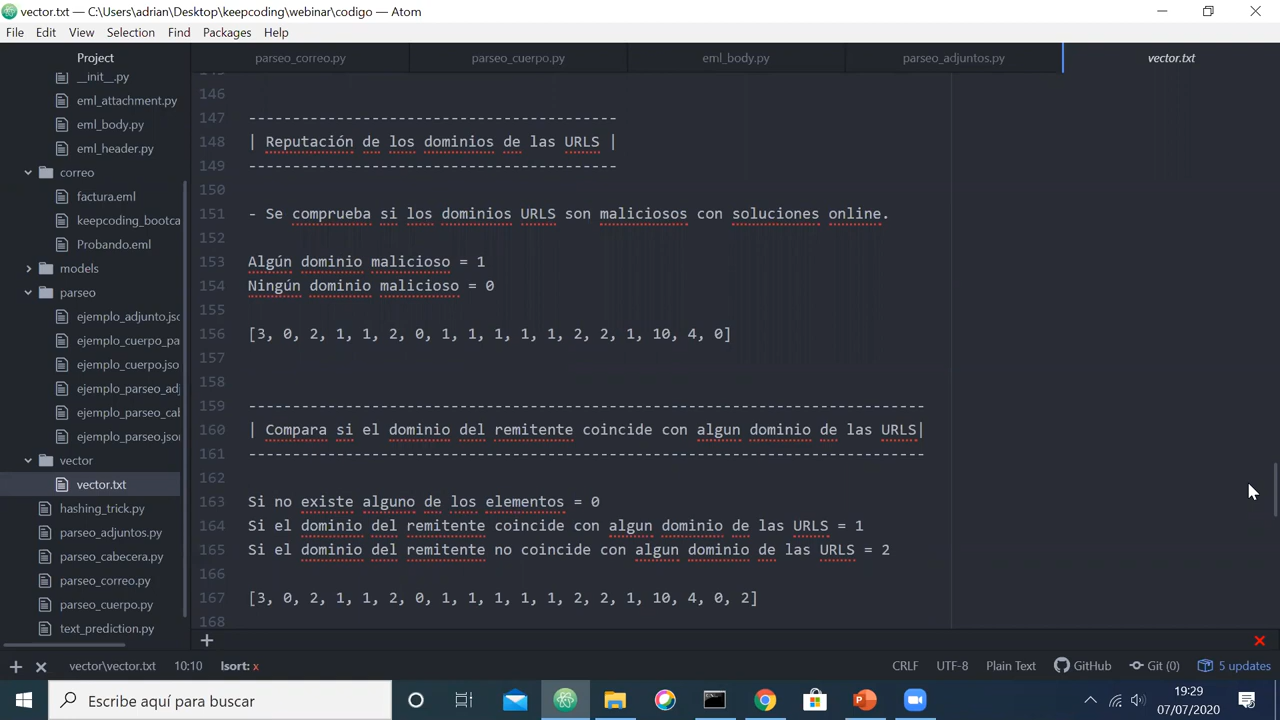 vector.txt — C:\Users\adrian\Desktop\keepcoding\webinar\codigo — Atom
File Edit View Selection Find Packages Help
Project
parseo_correo.py parseo_cuerpo.py eml_body.py parseo_adjuntos.py vector.txt
__init__.py
eml_attachment.py
eml_body.py
eml_header.py
correo
factura.eml
keepcoding_bootca
Probando.eml
models
parseo
ejemplo_adjunto.jsc
ejemplo_cuerpo_pa
ejemplo_cuerpo.jso
ejemplo_parseo_adj
ejemplo_parseo_cab
ejemplo_parseo.json
vector
vector.txt
hashing_trick.py
parseo_adjuntos.py
parseo_cabecera.py
parseo_correo.py
parseo_cuerpo.py
text_prediction.py
145
146
147 ------------------------------------------
148 | Reputación de los dominios de las URLS |
149 ------------------------------------------
150
151 - Se comprueba si los dominios URLS son maliciosos con soluciones online.
152
153 Algún dominio malicioso = 1
154 Ningún dominio malicioso = 0
155
156 [3, 0, 2, 1, 1, 2, 0, 1, 1, 1, 1, 1, 2, 2, 1, 10, 4, 0]
157
158
159 -----------------------------------------------------------------------------
160 | Compara si el dominio del remitente coincide con algun dominio de las URLS|
161 -----------------------------------------------------------------------------
162
163 Si no existe alguno de los elementos = 0
164 Si el dominio del remitente coincide con algun dominio de las URLS = 1
165 Si el dominio del remitente no coincide con algun dominio de las URLS = 2
166
167 [3, 0, 2, 1, 1, 2, 0, 1, 1, 1, 1, 1, 2, 2, 1, 10, 4, 0, 2]
168
vector\vector.txt 10:10 Isort: x CRLF UTF-8 Plain Text GitHub Git (0) 5 updates
Escribe aquí para buscar
19:29
07/07/2020